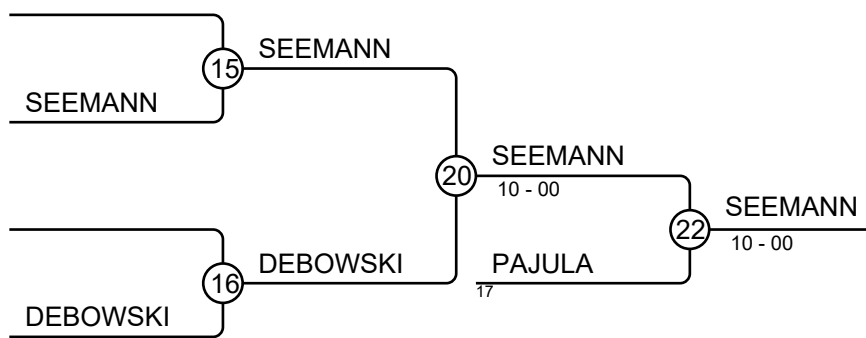 SEEMANN
15
SEEMANN
SEEMANN
20
10 - 00
SEEMANN
22
10 - 00
DEBOWSKI
16
PAJULA
17
DEBOWSKI